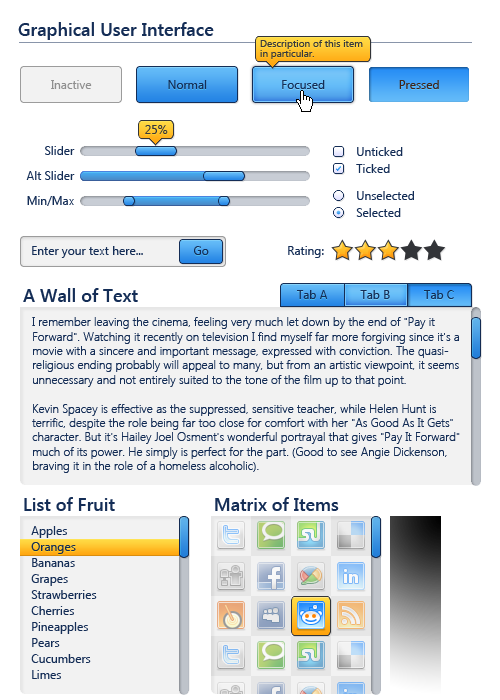 Graphical User Interface
Description of this item
in particular.
Inactive
Normal
Focused
Pressed
25%
Slider
Alt Slider
Min/Max
Unticked
Ticked
Unselected
Selected
Enter your text here...
Go
Rating:
A Wall of Text
Tab A
Tab B
Tab C
I remember leaving the cinema, feeling very much let down by the end of "Pay it
Forward". Watching it recently on television I find myself far more forgiving since it's a
movie with a sincere and important message, expressed with conviction. The quasi-
religious ending probably will appeal to many, but from an artistic viewpoint, it seems
unnecessary and not entirely suited to the tone of the film up to that point.
Kevin Spacey is effective as the suppressed, sensitive teacher, while Helen Hunt is
terrific, despite the role being far too close for comfort with her "As Good As It Gets"
character. But it's Hailey Joel Osment's wonderful portrayal that gives "Pay It Forward"
much of its power. He simply is perfect for the part. (Good to see Angie Dickenson,
braving it in the role of a homeless alcoholic).
List of Fruit
Apples
Oranges
Bananas
Grapes
Strawberries
Cherries
Pineapples
Pears
Cucumbers
Limes
Matrix of Items